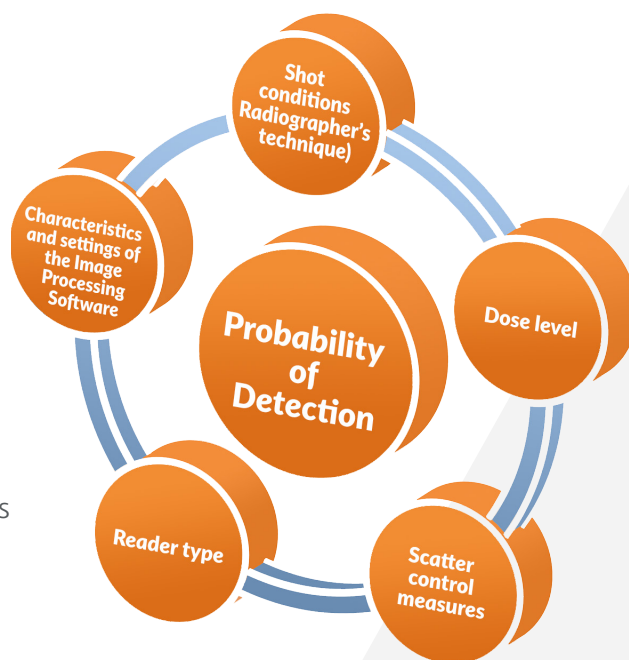 Shot
conditions
Radiographer's
technique)
Characteristics
and settings of
the Image
Processing
Software
Dose level
Probability
of
Detection
s
Reader type
Scatter
control
measures